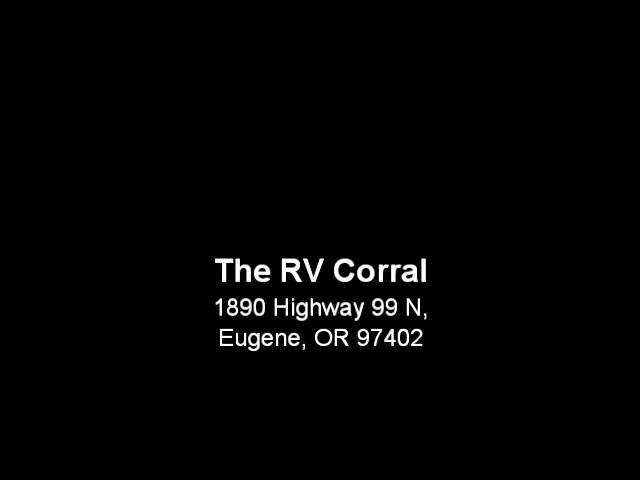 The RV Corral
1890 Highway 99 N,
Eugene, OR 97402